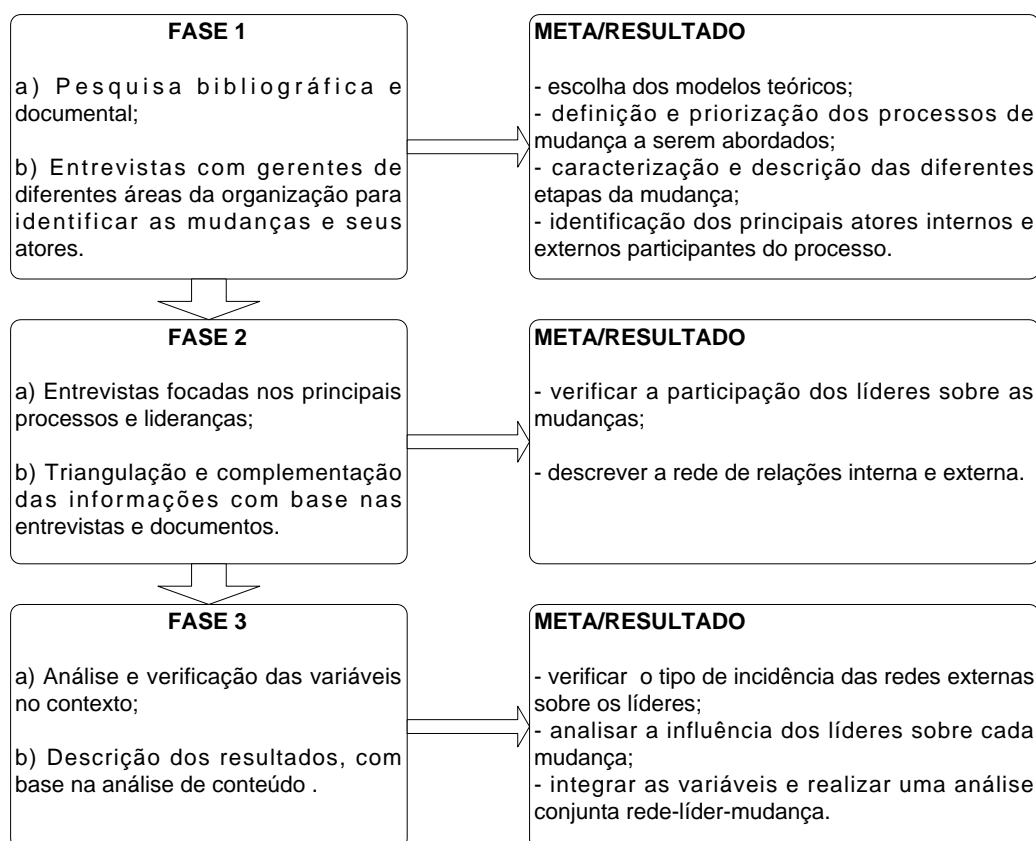 FASE 1
a) Pesquisa bibliográfica e
documental;
b) Entrevistas com gerentes de
diferentes áreas da organização para
identificar as mudanças e seus
atores.
META/RESULTADO
- escolha dos modelos teóricos;
- definição e priorização dos processos de
mudança a serem abordados;
- caracterização e descrição das diferentes
etapas da mudança;
- identificação dos principais atores internos e
externos participantes do processo.
FASE 2
a) Entrevistas focadas nos principais
processos e lideranças;
b) Triangulação e complementação
das informações com base nas
entrevistas e documentos.
META/RESULTADO
- verificar a participação dos líderes sobre as
mudanças;
- descrever a rede de relações interna e externa.
FASE 3
a) Análise e verificação das variáveis
no contexto;
b) Descrição dos resultados, com
base na análise de conteúdo .
META/RESULTADO
- verificar o tipo de incidência das redes externas
sobre os líderes;
- analisar a influência dos líderes sobre cada
mudança;
- integrar as variáveis e realizar uma análise
conjunta rede-líder-mudança.